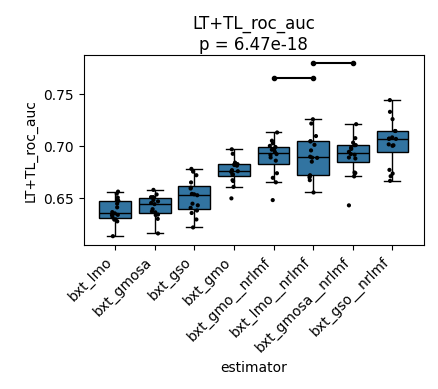 LT+TL_roc_auc
p = 6.47e-18
LT+TL_roc_auc
0.75
0.70
0.65
bxt_lmo
bxt_gmosa
bxt_gso
bxt_gmo
bxt_gmo__nrlmf
bxt_lmo__nrlmf
bxt_gmosa__nrlmf
bxt_gso__nrlmf
estimator